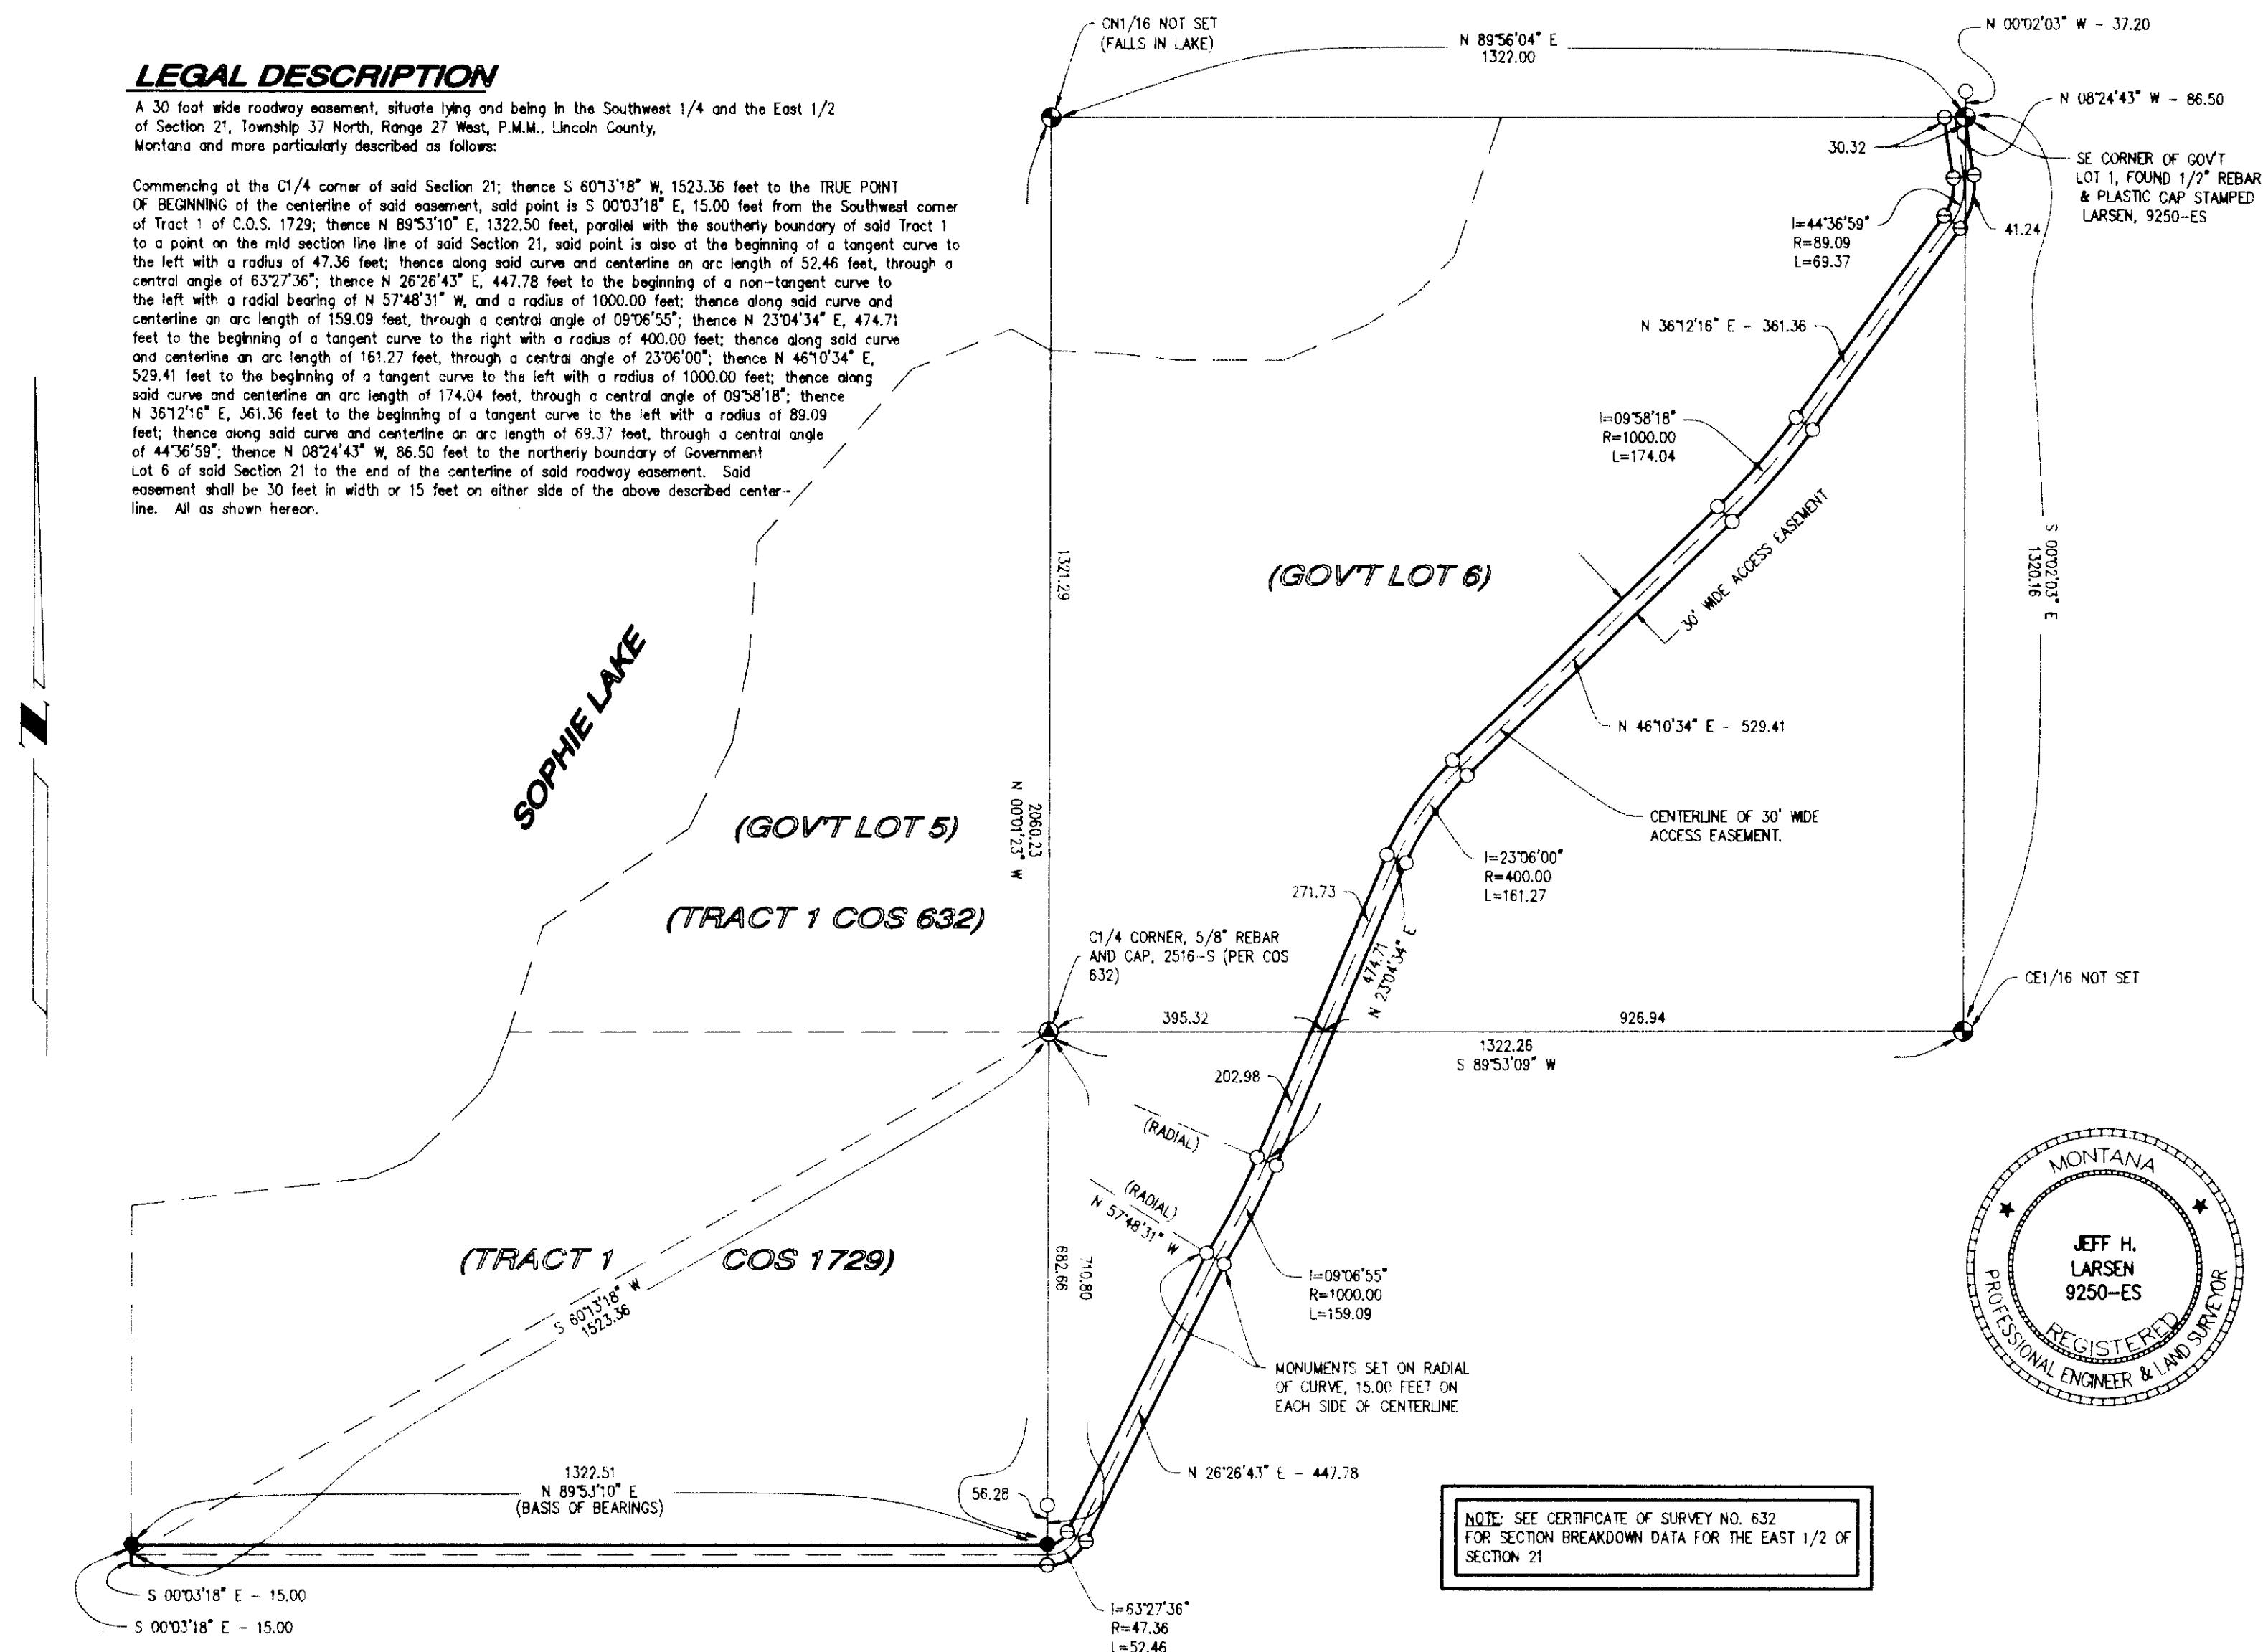 LEGAL DESCRIPTION
A 30 foot wide roadway easement, situate lying and being in the Southwest 1/4 and the East 1/2
of Section 21, Township 37 North, Range 27 West, P.M.M., Lincoln County,
Montana and more particularly described as follows:
Commencing at the C1/4 corner of said Section 21; thence S 60°13'18" W, 1523.36 feet to the TRUE POINT
OF BEGINNING of the centerline of said easement, said point is S 00°03'18" E, 15.00 feet from the Southwest corner
of Tract 1 of C.O.S. 1729; thence N 89°53'10" E, 1322.50 feet, parallel with the southerly boundary of said Tract 1
to a point on the mid section line line of said Section 21, said point is also at the beginning of a tangent curve to
the left with a radius of 47.36 feet; thence along said curve and centerline an arc length of 52.46 feet, through a
central angle of 63°27'36"; thence N 26°26'43" E, 447.78 feet to the beginning of a non-tangent curve to
the left with a radial bearing of N 57°48'31" W, and a radius of 1000.00 feet; thence along said curve and
centerline an arc length of 159.09 feet, through a central angle of 09°06'55"; thence N 23°04'34" E, 474.71
feet to the beginning of a tangent curve to the right with a radius of 400.00 feet; thence along said curve
and centerline an arc length of 161.27 feet, through a central angle of 23°06'00"; thence N 46°10'34" E,
529.41 feet to the beginning of a tangent curve to the left with a radius of 1000.00 feet; thence along
said curve and centerline an arc length of 174.04 feet, through a central angle of 09°58'18"; thence
N 36°12'16" E, 361.36 feet to the beginning of a tangent curve to the left with a radius of 89.09
feet; thence along said curve and centerline an arc length of 69.37 feet, through a central angle
of 44°36'59"; thence N 08°24'43" W, 86.50 feet to the northerly boundary of Government
Lot 6 of said Section 21 to the end of the centerline of said roadway easement. Said
easement shall be 30 feet in width or 15 feet on either side of the above described center-
line. All as shown hereon.
CN1/16 NOT SET
(FALLS IN LAKE)
N 89°56'04" E
1322.00
N 00°02'03" W - 37.20
N 08°24'43" W - 86.50
30.32
SE CORNER OF GOV'T
LOT 1, FOUND 1/2" REBAR
& PLASTIC CAP STAMPED
LARSEN, 9250-ES
I=44°36'59"
R=89.09
L=69.37
41.24
N 36°12'16" E - 361.36
I=09°58'18"
R=1000.00
L=174.04
30' WIDE ACCESS EASEMENT
S 00°02'03" E
1320.16
1321.29
(GOV'T LOT 6)
N
SOPHIE LAKE
N 46°10'34" E - 529.41
2060.23
N 00°01'23" W
(GOV'T LOT 5)
CENTERLINE OF 30' WIDE
ACCESS EASEMENT.
I=23°06'00"
R=400.00
L=161.27
271.73
(TRACT 1 COS 632)
C1/4 CORNER, 5/8" REBAR
AND CAP, 2516-S (PER COS
632)
474.71
N 23°04'34" E
CE1/16 NOT SET
395.32
926.94
1322.26
S 89°53'09" W
202.98
(RADIAL)
(RADIAL)
N 57°48'31" W
MONTANA
JEFF H.
LARSEN
9250-ES
REGISTERED
PROFESSIONAL ENGINEER & LAND SURVEYOR
(TRACT 1 COS 1729)
S 60°13'18" W
1523.36
710.80
682.66
I=09°06'55"
R=1000.00
L=159.09
MONUMENTS SET ON RADIAL
OF CURVE, 15.00 FEET ON
EACH SIDE OF CENTERLINE
N 26°26'43" E - 447.78
1322.51
N 89°53'10" E
(BASIS OF BEARINGS)
56.28
NOTE: SEE CERTIFICATE OF SURVEY NO. 632
FOR SECTION BREAKDOWN DATA FOR THE EAST 1/2 OF
SECTION 21
S 00°03'18" E - 15.00
S 00°03'18" E - 15.00
I=63°27'36"
R=47.36
L=52.46